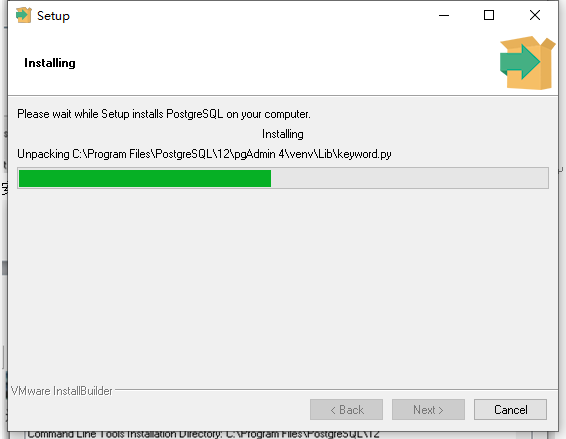 Setup
Installing
Please wait while Setup installs PostgreSQL on your computer.
Installing
Unpacking C:\Program Files\PostgreSQL\12\pgAdmin 4\venv\Lib\keyword.py
VMware InstallBuilder
< Back
Next >
Cancel
Command Line Tools Installation Directory: C:\Program Files\PostgreSQL\12